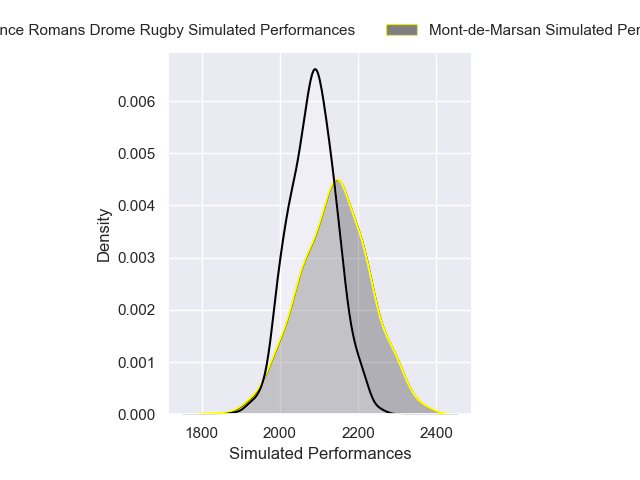 nce Romans Drome Rugby Simulated Performances
Mont-de-Marsan Simulated Per
0.006
0.005
0.004
0.003
0.002
0.001
0.000
Density
1800 2000 2200 2400
Simulated Performances